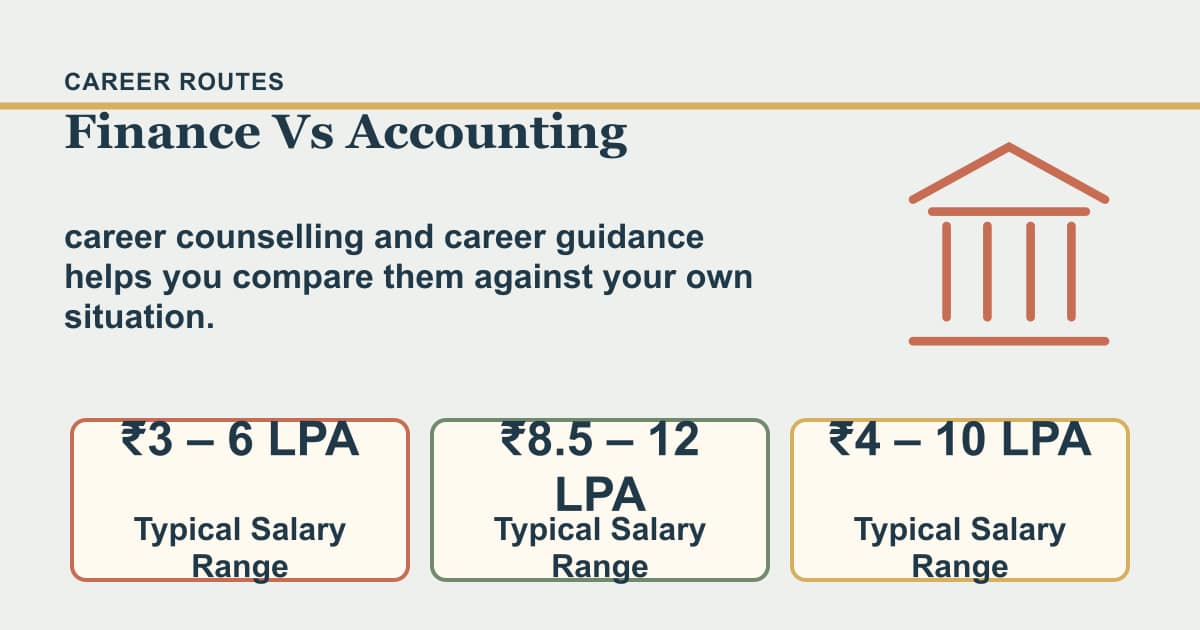 CAREER ROUTES
Finance Vs Accounting
career counselling and career guidance
helps you compare them against your own
situation.
₹3 – 6 LPA
Typical Salary
Range
₹8.5 – 12
LPA
Typical Salary
Range
₹4 – 10 LPA
Typical Salary
Range